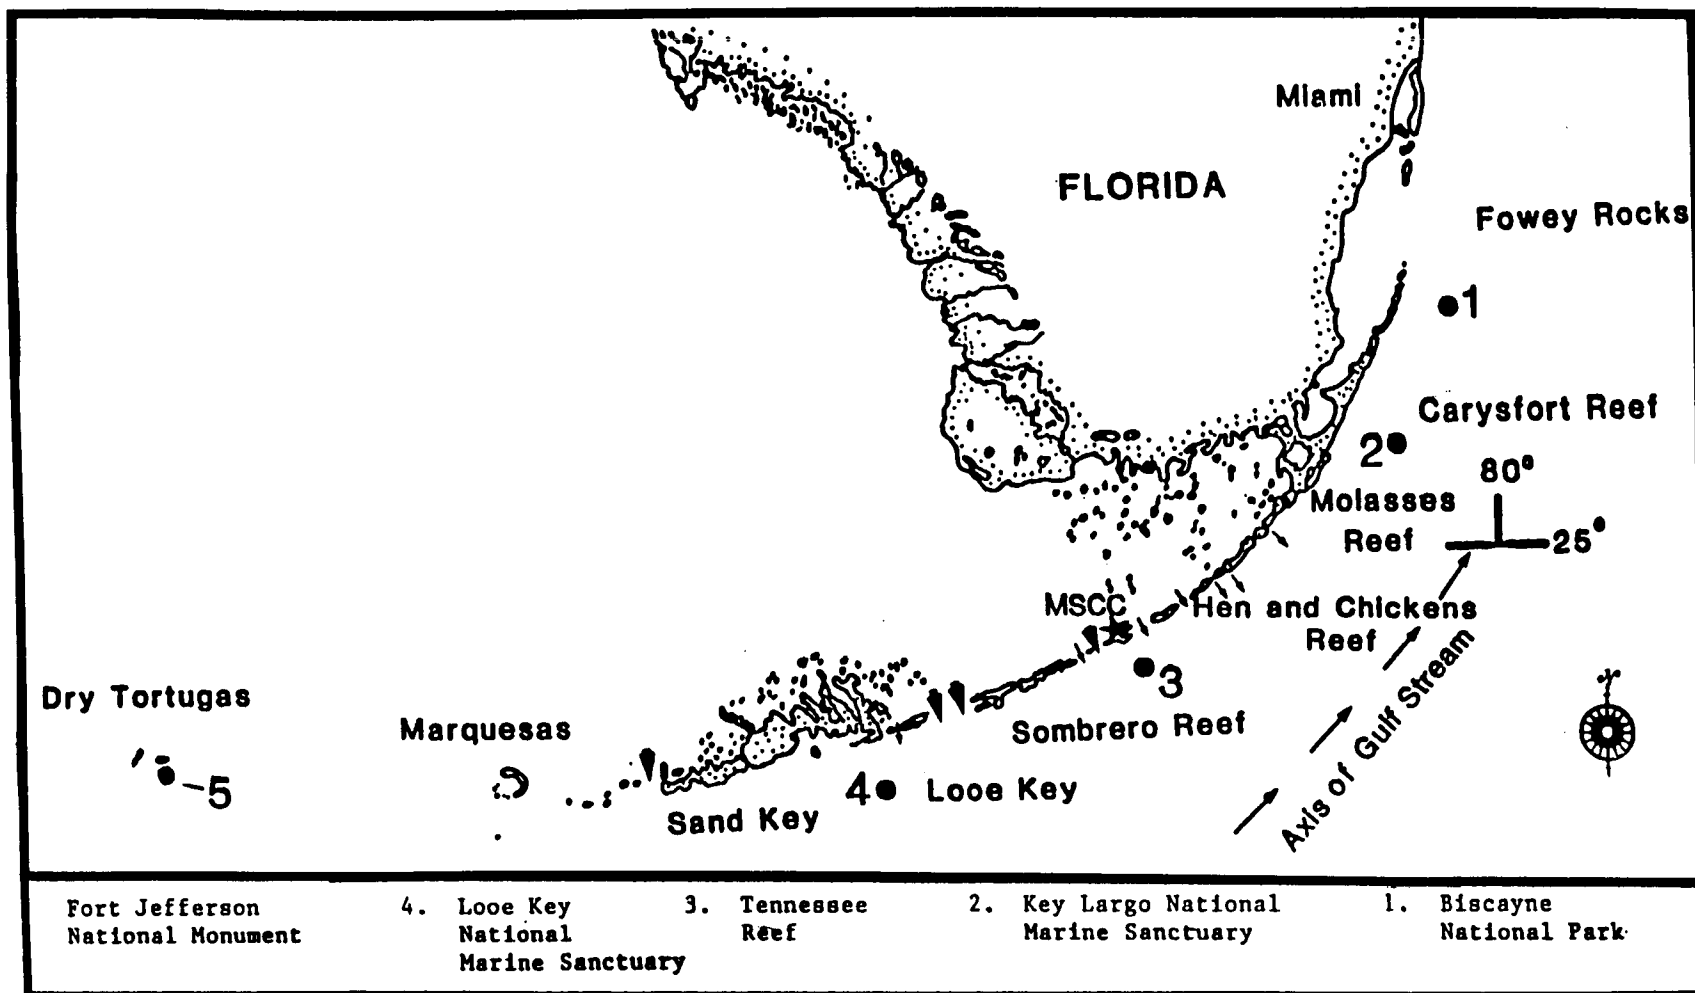 Miami
FLORIDA
Fowey Rocks
1
Carysfort Reef
2
80°
Molasses
Reef
25°
MSCC
Hen and Chickens
Reef
3
Axis of Gulf Stream
Dry Tortugas
Marquesas
Sombrero Reef
5
4
Looe Key
Sand Key
Fort Jefferson
National Monument
4. Looe Key
National
Marine Sanctuary
3. Tennessee
Reef
2. Key Largo National
Marine Sanctuary
1. Biscayne
National Park